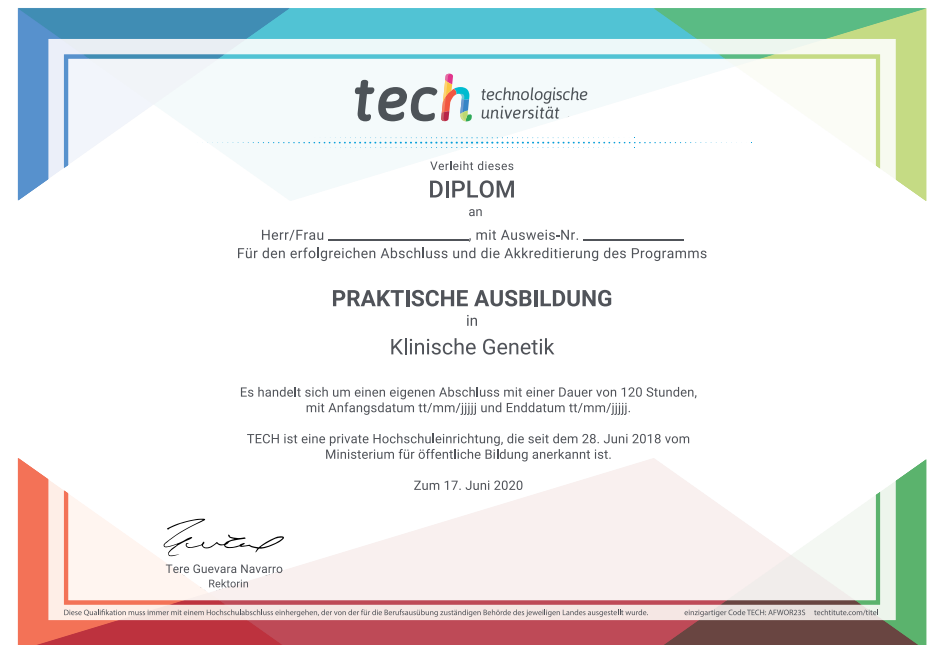 tech technologische
universität
Verleiht dieses
DIPLOM
an
Herr/Frau ____________________, mit Ausweis-Nr. ______________
Für den erfolgreichen Abschluss und die Akkreditierung des Programms
PRAKTISCHE AUSBILDUNG
in
Klinische Genetik
Es handelt sich um einen eigenen Abschluss mit einer Dauer von 120 Stunden,
mit Anfangsdatum tt/mm/jjjjj und Enddatum tt/mm/jjjjj.
TECH ist eine private Hochschuleinrichtung, die seit dem 28. Juni 2018 vom
Ministerium für öffentliche Bildung anerkannt ist.
Zum 17. Juni 2020
Tere Guevara Navarro
Rektorin
Diese Qualifikation muss immer mit einem Hochschulabschluss einhergehen, der von der für die Berufsausübung zuständigen Behörde des jeweiligen Landes ausgestellt wurde. einzigartiger Code TECH: AFWOR23S techtitute.com/titel